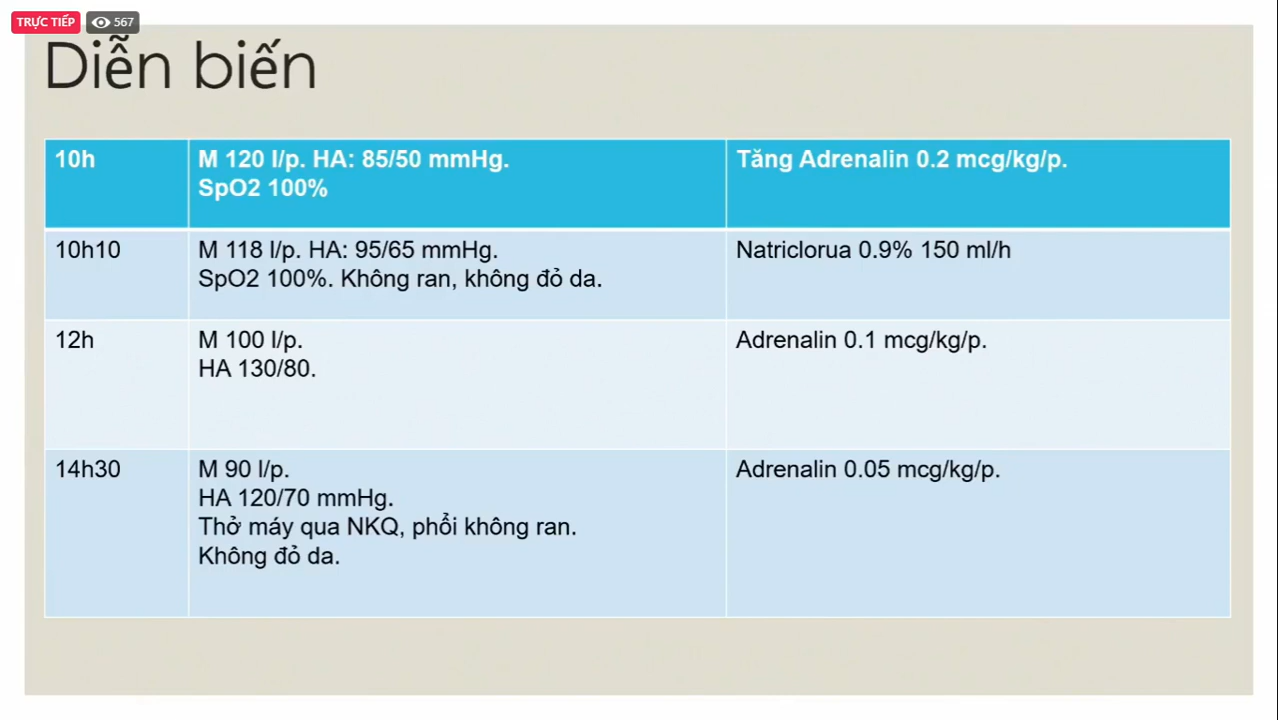 TRỰC TIẾP 567
Diễn biến
10h
M 120 l/p. HA: 85/50 mmHg.
SpO2 100%
Tăng Adrenalin 0.2 mcg/kg/p.
10h10
M 118 l/p. HA: 95/65 mmHg.
SpO2 100%. Không ran, không đỏ da.
Natriclorua 0.9% 150 ml/h
12h
M 100 l/p.
HA 130/80.
Adrenalin 0.1 mcg/kg/p.
14h30
M 90 l/p.
HA 120/70 mmHg.
Thở máy qua NKQ, phổi không ran.
Không đỏ da.
Adrenalin 0.05 mcg/kg/p.